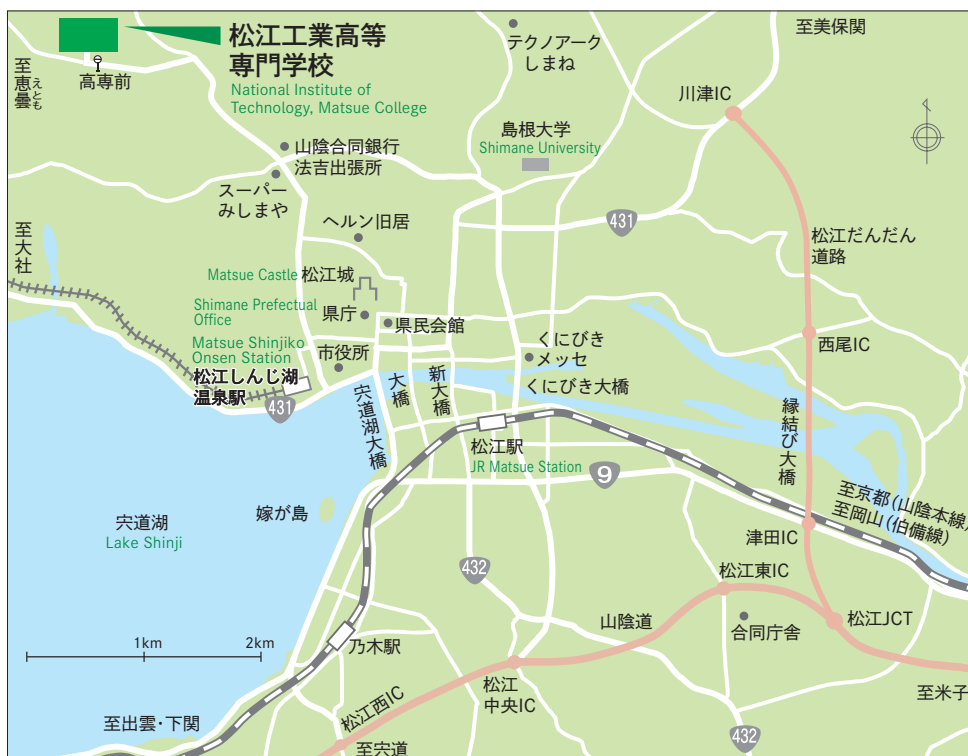 松江工業高等
専門学校
National Institute of
Technology, Matsue College
至恵曇
えとも
高専前
テクノアーク
しまね
至美保関
川津IC
山陰合同銀行
法吉出張所
島根大学
Shimane University
スーパー
みしまや
ヘルン旧居
431
松江だんだん
道路
至大社
Matsue Castle 松江城
Shimane Prefectual
Office
県庁
県民会館
Matsue Shinjiko
Onsen Station
松江しんじ湖
温泉駅
市役所
431
宍道湖大橋
大橋
新大橋
くにびき
メッセ
くにびき大橋
西尾IC
縁結び大橋
松江駅
JR Matsue Station
9
嫁が島
宍道湖
Lake Shinji
至京都(山陰本線)
至岡山(伯備線)
津田IC
432
松江東IC
山陰道
合同庁舎
松江JCT
1km
2km
乃木駅
松江
中央IC
松江西IC
至米子
至出雲・下関
至宍道
432